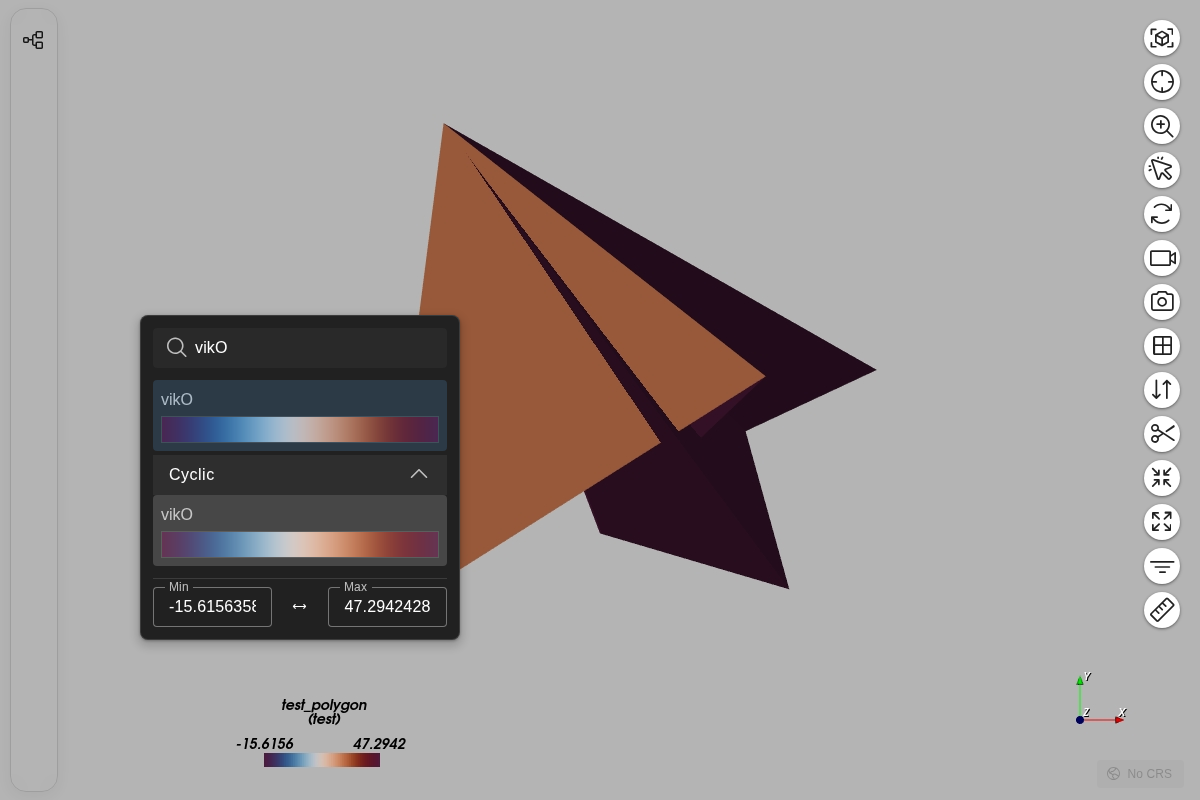 vikO
vikO
Cyclic
vikO
Min
Max
-15.615635
47.2942428
test_polygon
(test)
-15.6156
47.2942
Y
Z
X
No CRS